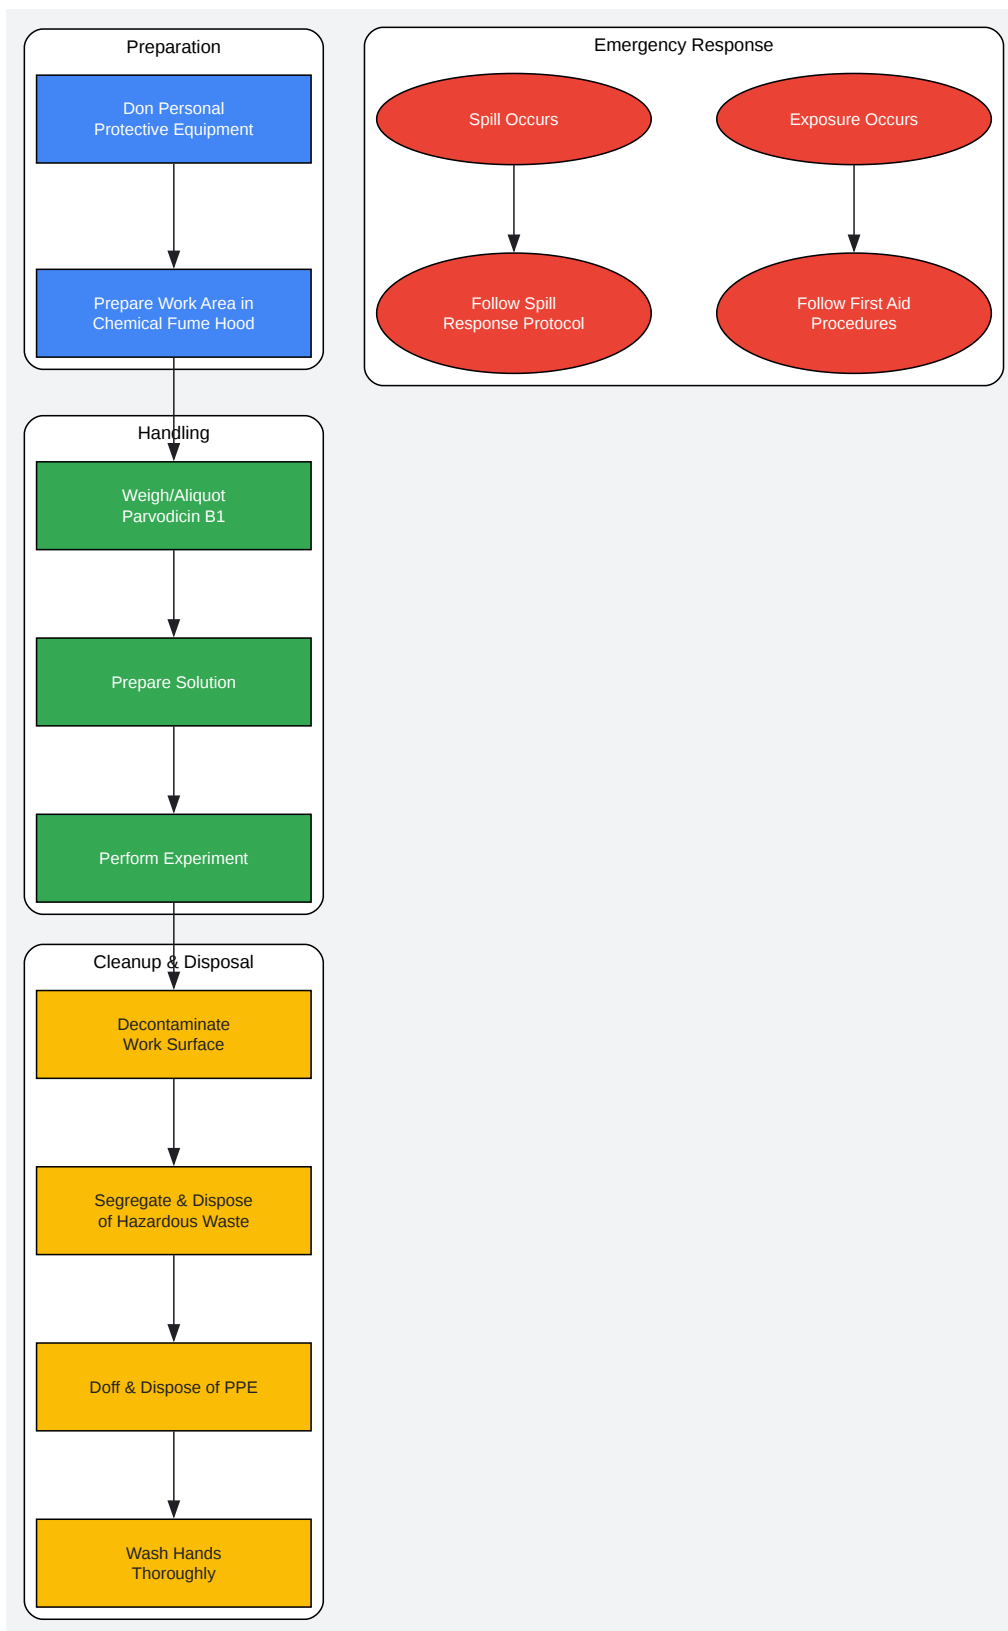 Preparation
Don Personal
Protective Equipment
Prepare Work Area in
Chemical Fume Hood
Emergency Response
Spill Occurs
Exposure Occurs
Follow Spill
Response Protocol
Follow First Aid
Procedures
Handling
Weigh/Aliquot
Parvodicin B1
Prepare Solution
Perform Experiment
Cleanup & Disposal
Decontaminate
Work Surface
Segregate & Dispose
of Hazardous Waste
Doff & Dispose of PPE
Wash Hands
Thoroughly